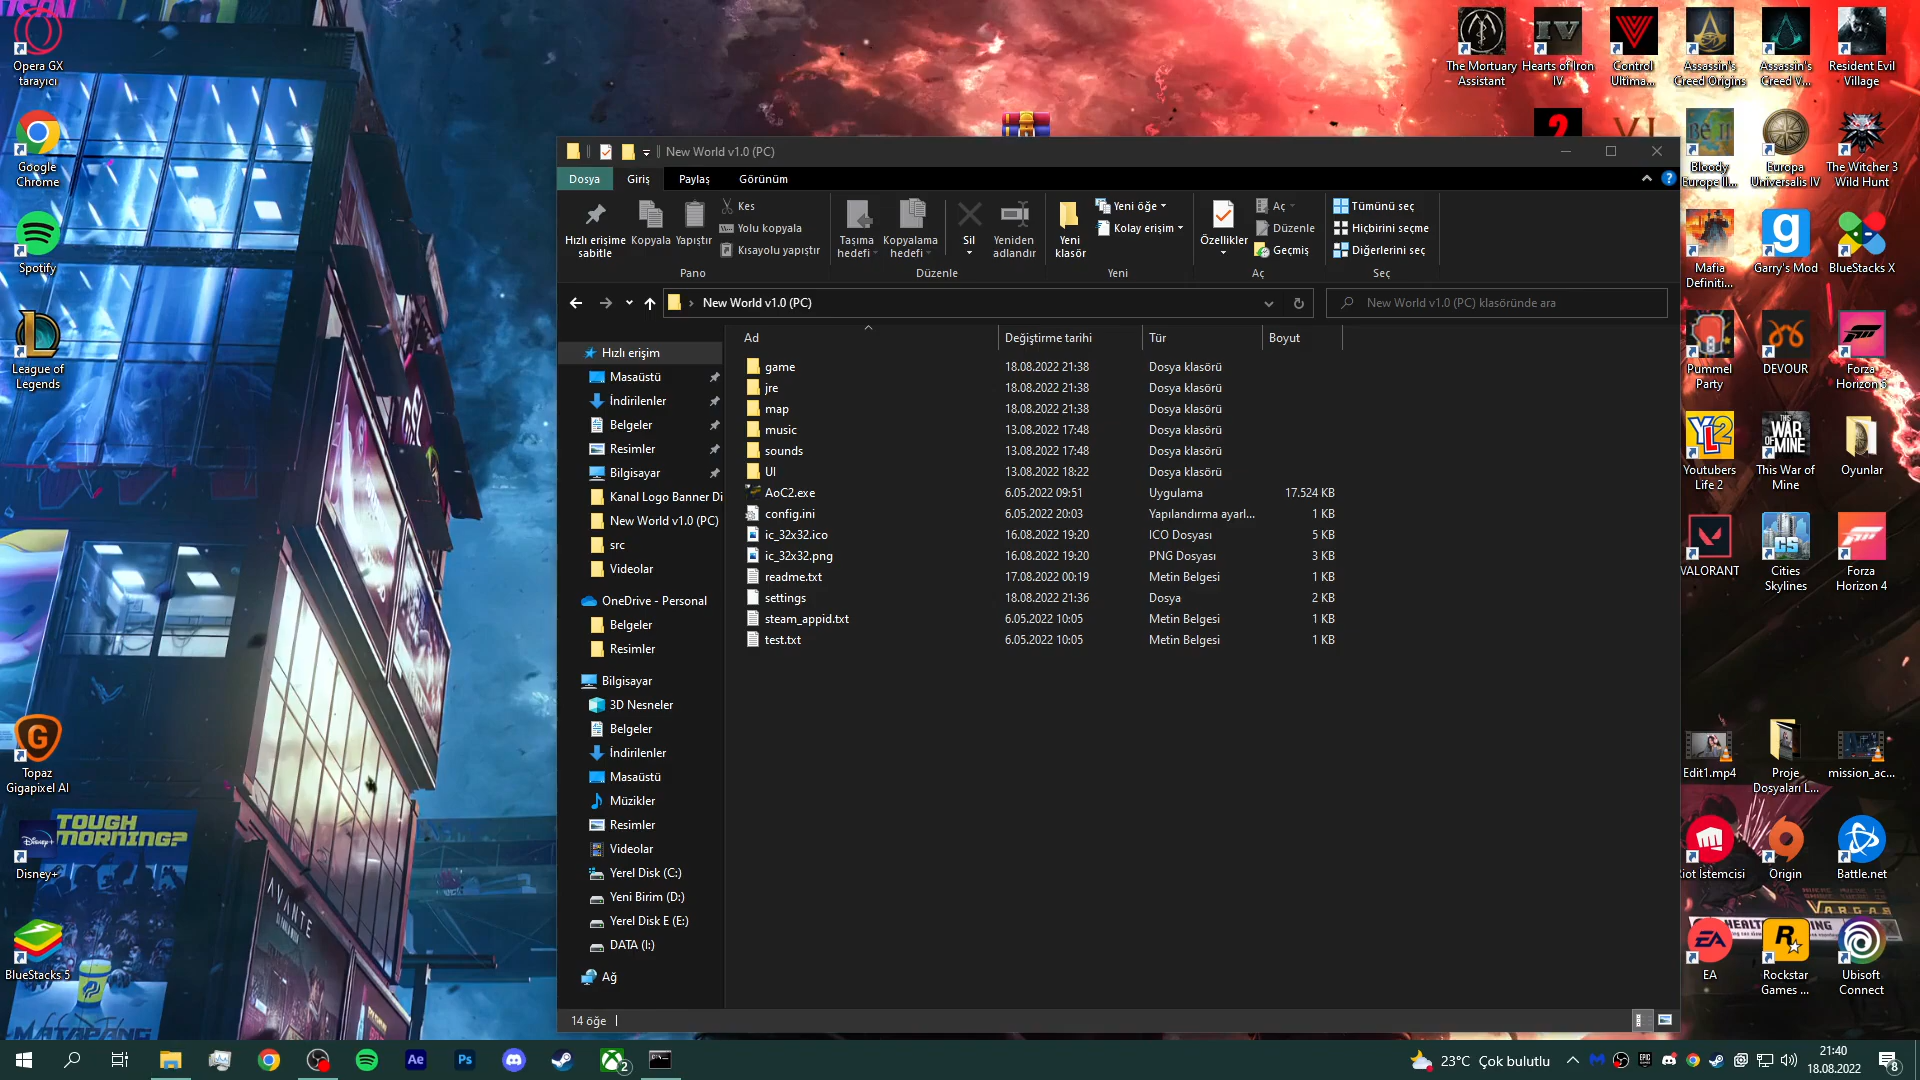 Opera GX
tarayıcı
Google
Chrome
Spotify
League of
Legends
Topaz
Gigapixel AI
TOUGH
MORNING?
Disney+
Disney+
BlueStacks 5
AVANTE
The Mortuary
Assistant
Hearts of Iron
IV
Control
Ultima...
Assassin's
Creed Origins
Assassin's
Creed V...
Resident Evil
Village
Bloody
Europe II...
Europa
Universalis IV
The Witcher 3
Wild Hunt
Mafia
Definiti...
Garry's Mod
BlueStacks X
Pummel
Party
DEVOUR
Forza
Horizon 5
Youtubers
Life 2
This War of
Mine
Oyunlar
VALORANT
Cities
Skylines
Forza
Horizon 4
Edit1.mp4
Proje
Dosyaları L...
mission_ac...
Riot İstemcisi
Origin
Battle.net
VARGAS
EA
Rockstar
Games ...
Ubisoft
Connect
New World v1.0 (PC)
Dosya
Giriş
Paylaş
Görünüm
Hızlı erişime
sabitle
Kopyala
Yapıştır
Kes
Yolu kopyala
Kısayolu yapıştır
Pano
Taşıma
hedefi
Kopyalama
hedefi
Sil
Yeniden
adlandır
Düzenle
Yeni
klasör
Yeni öğe
Kolay erişim
Yeni
Özellikler
Aç
Düzenle
Geçmiş
Aç
Tümünü seç
Hiçbirini seçme
Diğerlerini seç
Seç
New World v1.0 (PC)
New World v1.0 (PC) klasöründe ara
Hızlı erişim
Masaüstü
İndirilenler
Belgeler
Resimler
Bilgisayar
Kanal Logo Banner Di
New World v1.0 (PC)
src
Videolar
OneDrive - Personal
Belgeler
Resimler
Bilgisayar
3D Nesneler
Belgeler
İndirilenler
Masaüstü
Müzikler
Resimler
Videolar
Yerel Disk (C:)
Yeni Birim (D:)
Yerel Disk E (E:)
DATA (I:)
Ağ
Ad Değiştirme tarihi Tür Boyut
game 18.08.2022 21:38 Dosya klasörü
jre 18.08.2022 21:38 Dosya klasörü
map 18.08.2022 21:38 Dosya klasörü
music 13.08.2022 17:48 Dosya klasörü
sounds 13.08.2022 17:48 Dosya klasörü
UI 13.08.2022 18:22 Dosya klasörü
AoC2.exe 6.05.2022 09:51 Uygulama 17.524 KB
config.ini 6.05.2022 20:03 Yapılandırma ayarl... 1 KB
ic_32x32.ico 16.08.2022 19:20 ICO Dosyası 5 KB
ic_32x32.png 16.08.2022 19:20 PNG Dosyası 3 KB
readme.txt 17.08.2022 00:19 Metin Belgesi 1 KB
settings 18.08.2022 21:36 Dosya 2 KB
steam_appid.txt 6.05.2022 10:05 Metin Belgesi 1 KB
test.txt 6.05.2022 10:05 Metin Belgesi 1 KB
14 öğe
Ae
Ps
2
23°C Çok bulutlu
21:40
18.08.2022
8